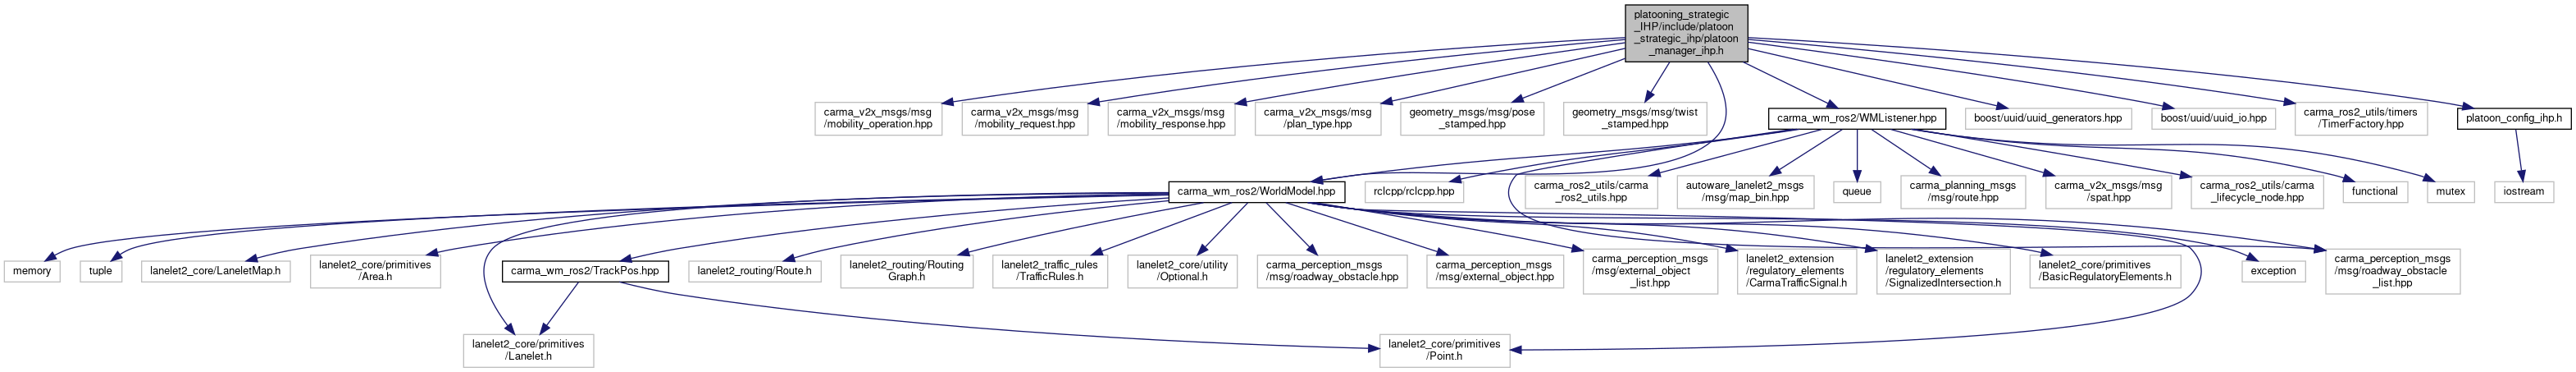 platooning_strategic
_IHP/include/platoon
_strategic_ihp/platoon
_manager_ihp.h
carma_v2x_msgs/msg
/mobility_operation.hpp
carma_v2x_msgs/msg
/mobility_request.hpp
carma_v2x_msgs/msg
/mobility_response.hpp
carma_v2x_msgs/msg
/plan_type.hpp
geometry_msgs/msg/pose
_stamped.hpp
geometry_msgs/msg/twist
_stamped.hpp
carma_wm_ros2/WMListener.hpp
boost/uuid/uuid_generators.hpp
boost/uuid/uuid_io.hpp
carma_ros2_utils/timers
/TimerFactory.hpp
platoon_config_ihp.h
carma_wm_ros2/WorldModel.hpp
rclcpp/rclcpp.hpp
carma_ros2_utils/carma
_ros2_utils.hpp
autoware_lanelet2_msgs
/msg/map_bin.hpp
queue
carma_planning_msgs
/msg/route.hpp
carma_v2x_msgs/msg
/spat.hpp
carma_ros2_utils/carma
_lifecycle_node.hpp
functional
mutex
iostream
memory
tuple
lanelet2_core/LaneletMap.h
lanelet2_core/primitives
/Area.h
carma_wm_ros2/TrackPos.hpp
lanelet2_routing/Route.h
lanelet2_routing/Routing
Graph.h
lanelet2_traffic_rules
/TrafficRules.h
lanelet2_core/utility
/Optional.h
carma_perception_msgs
/msg/roadway_obstacle.hpp
carma_perception_msgs
/msg/external_object.hpp
carma_perception_msgs
/msg/external_object
_list.hpp
lanelet2_extension
/regulatory_elements
/CarmaTrafficSignal.h
lanelet2_extension
/regulatory_elements
/SignalizedIntersection.h
lanelet2_core/primitives
/BasicRegulatoryElements.h
exception
carma_perception_msgs
/msg/roadway_obstacle
_list.hpp
lanelet2_core/primitives
/Lanelet.h
lanelet2_core/primitives
/Point.h